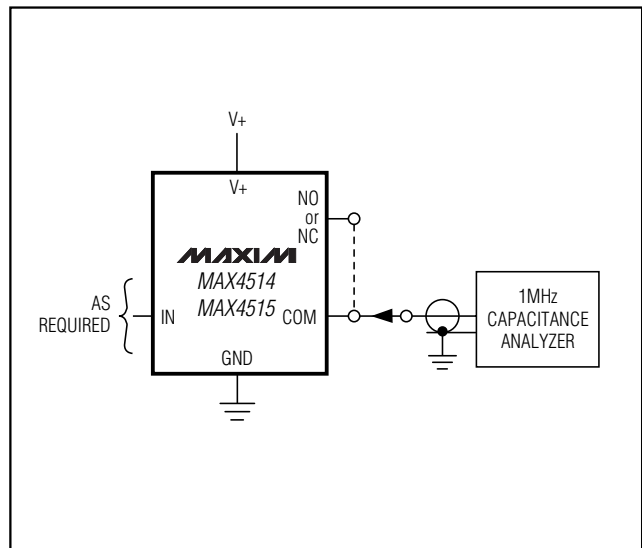 V+
V+
NO
or
NC
MAXIM
MAX4514
MAX4515
AS
REQUIRED
IN
COM
GND
1MHz
CAPACITANCE
ANALYZER